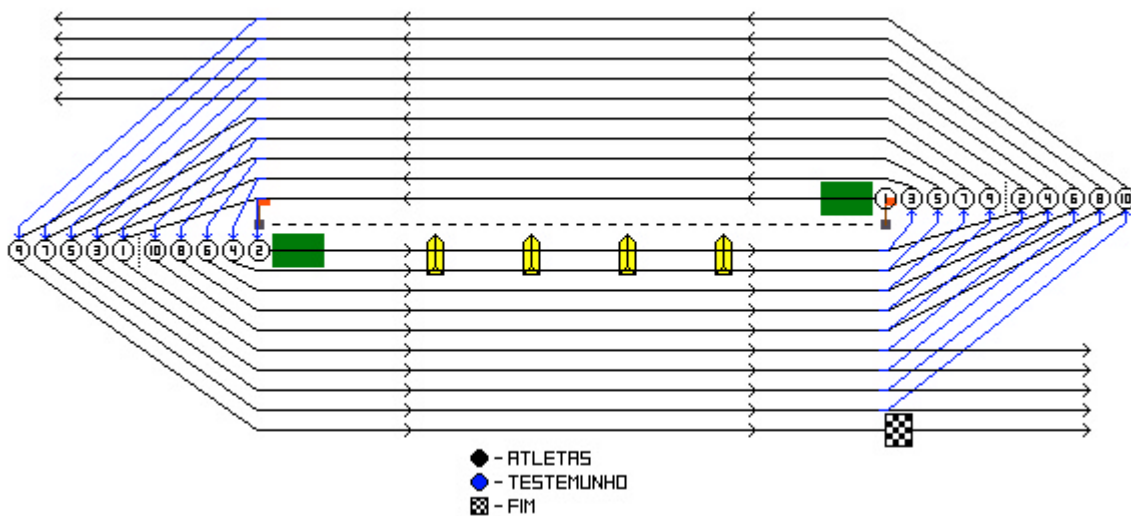 1 3 5 7 9 2 4 6 8 10
9 7 5 3 1 10 8 6 4 2
- ATLETAS
- TESTEMUNHO
- FIM